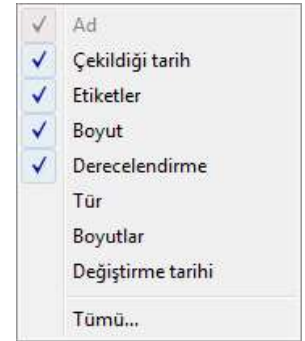 Ad
Çekildiği tarih
Etiketler
Boyut
Derecelendirme
Tür
Boyutlar
Değiştirme tarihi
Tümü...